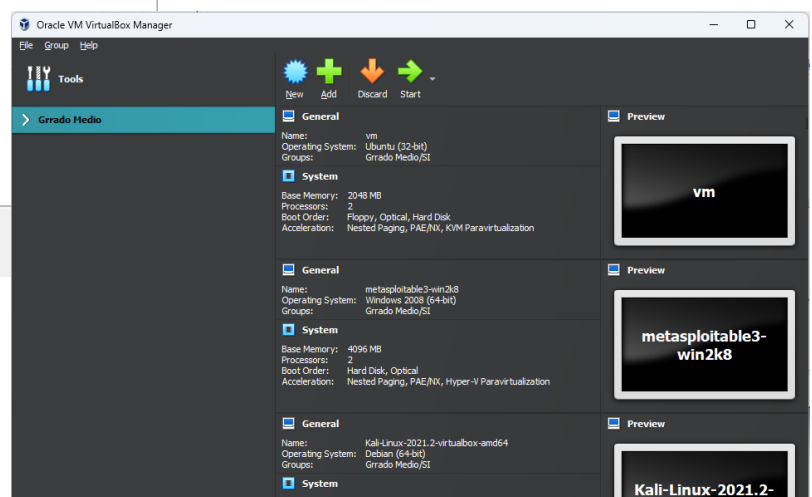 Oracle VM VirtualBox Manager
File Group Help
Tools
New Add Discard Start
Grrado Medio
General
Name: vm
Operating System: Ubuntu (32-bit)
Groups: Grrado Medio/SI
System
Base Memory: 2048 MB
Processors: 2
Boot Order: Floppy, Optical, Hard Disk
Acceleration: Nested Paging, PAE/NX, KVM Paravirtualization
Preview
vm
General
Name: metasploitable3-win2k8
Operating System: Windows 2008 (64-bit)
Groups: Grrado Medio/SI
System
Base Memory: 4096 MB
Processors: 2
Boot Order: Hard Disk, Optical
Acceleration: Nested Paging, PAE/NX, Hyper-V Paravirtualization
Preview
metasploitable3-
win2k8
General
Name: Kali-Linux-2021.2-virtualbox-amd64
Operating System: Debian (64-bit)
Groups: Grrado Medio/SI
System
Preview
Kali-Linux-2021.2-